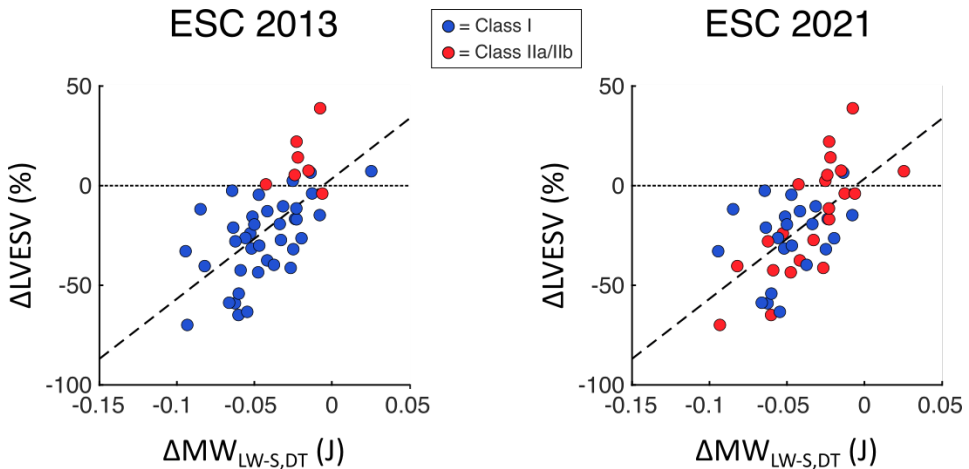 ESC 2013
= Class I
= Class IIa/IIb
ESC 2021
50
0
-50
-100
ΔLVESV (%)
-0.15
-0.1
-0.05
0
0.05
ΔMW_LW-S,DT (J)
50
0
-50
-100
ΔLVESV (%)
-0.15
-0.1
-0.05
0
0.05
ΔMW_LW-S,DT (J)